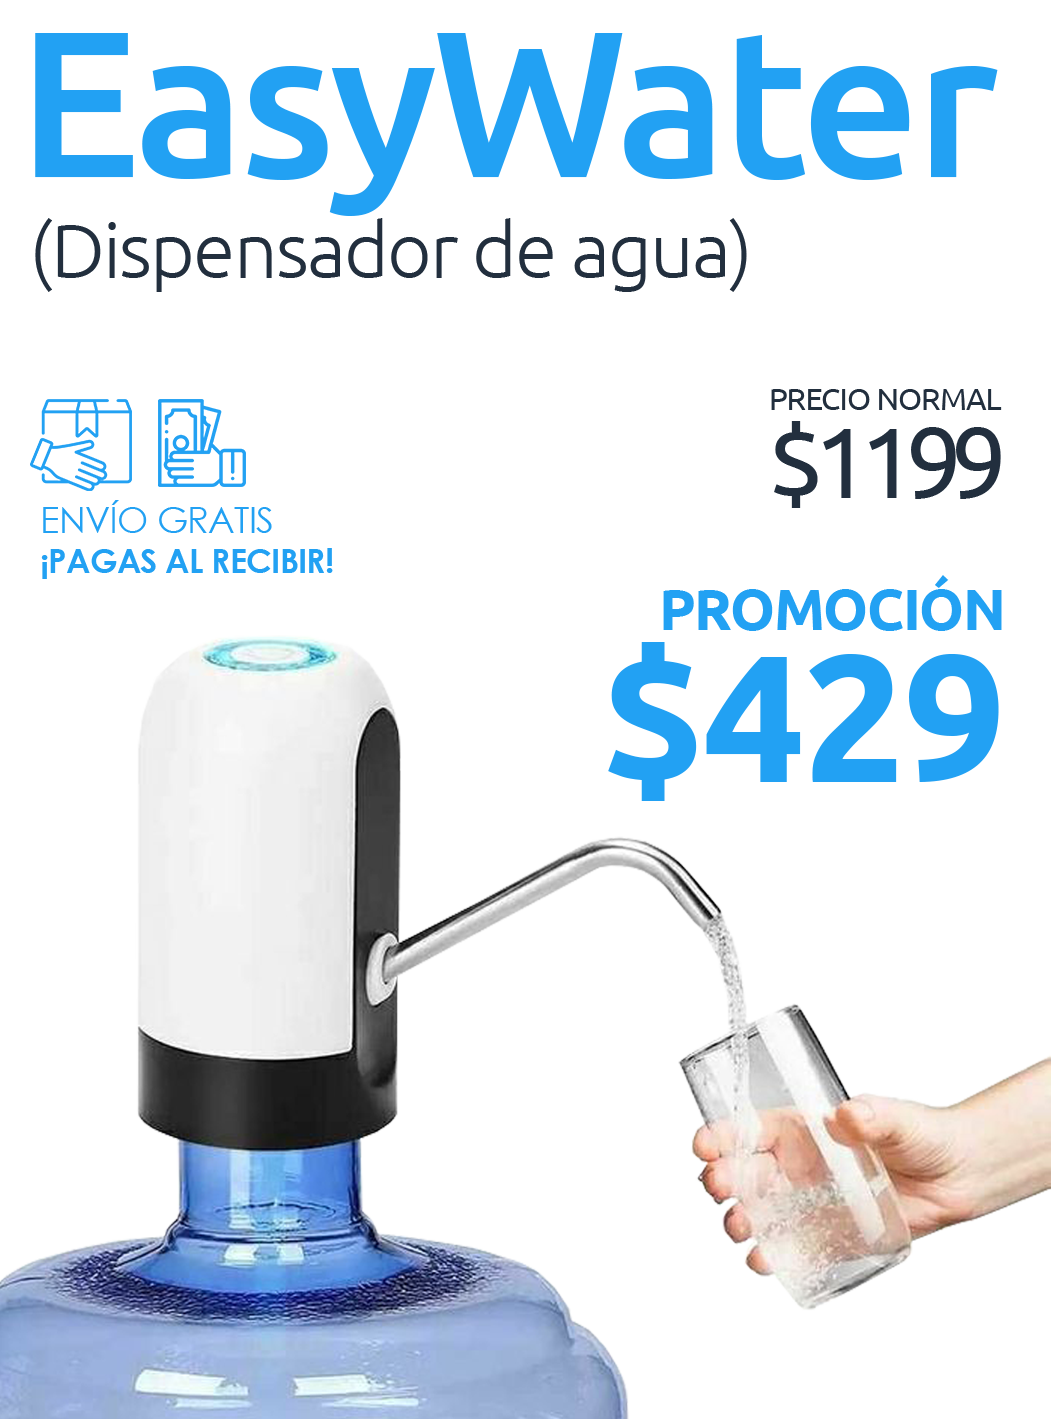 EasyWater
(Dispensador de agua)
PRECIO NORMAL
$1199
ENVÍO GRATIS
¡PAGAS AL RECIBIR!
PROMOCIÓN
$429